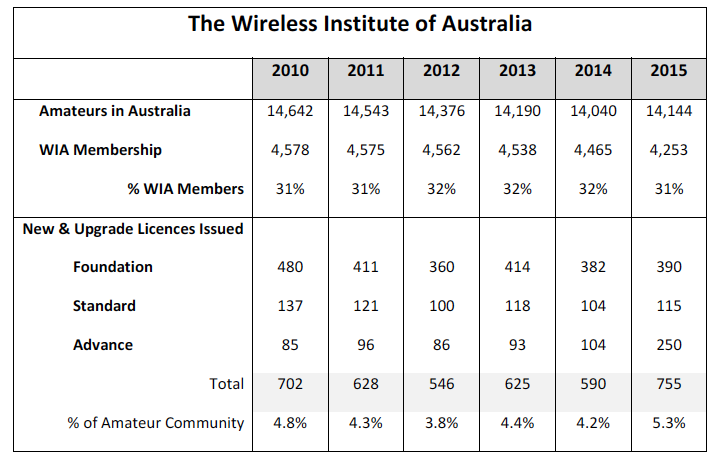 The Wireless Institute of Australia
2010 2011 2012 2013 2014 2015
Amateurs in Australia 14,642 14,543 14,376 14,190 14,040 14,144
WIA Membership 4,578 4,575 4,562 4,538 4,465 4,253
% WIA Members 31% 31% 32% 32% 32% 31%
New & Upgrade Licences Issued
Foundation 480 411 360 414 382 390
Standard 137 121 100 118 104 115
Advance 85 96 86 93 104 250
Total 702 628 546 625 590 755
% of Amateur Community 4.8% 4.3% 3.8% 4.4% 4.2% 5.3%